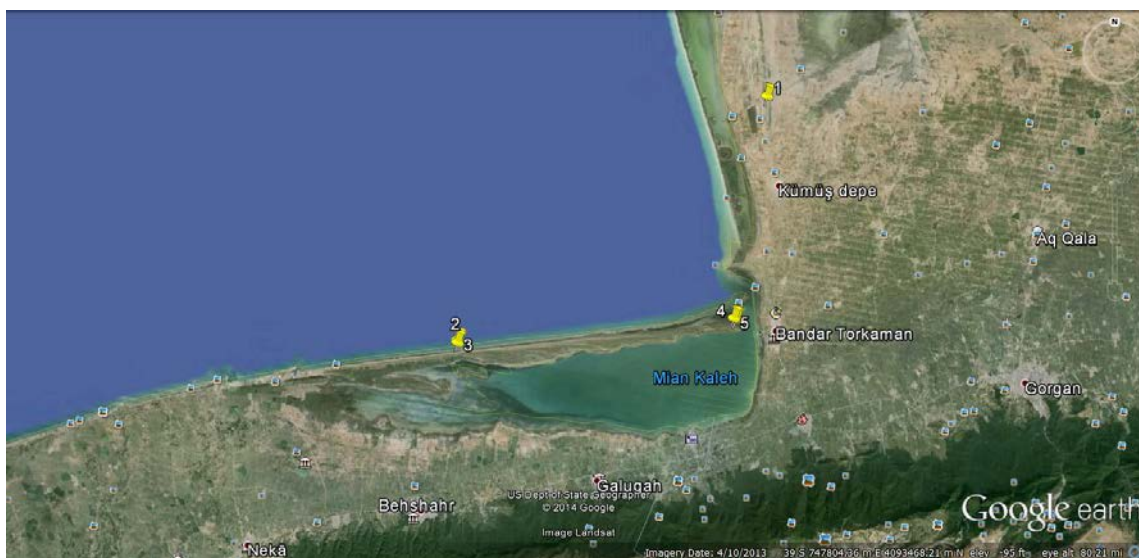 N
1
Kümüş depe
Aq Qala
2
3
4
5
Bandar Torkaman
Mian Kaleh
Gorgan
Galugah
US Dept of State Geographer
© 2014 Google
Behshahr
Image Landsat
Nekā
Google earth
Imagery Date: 4/10/2013 39 S 747804.36 m E 4093468.21 m N elev -95 ft eye alt 80.21 mi